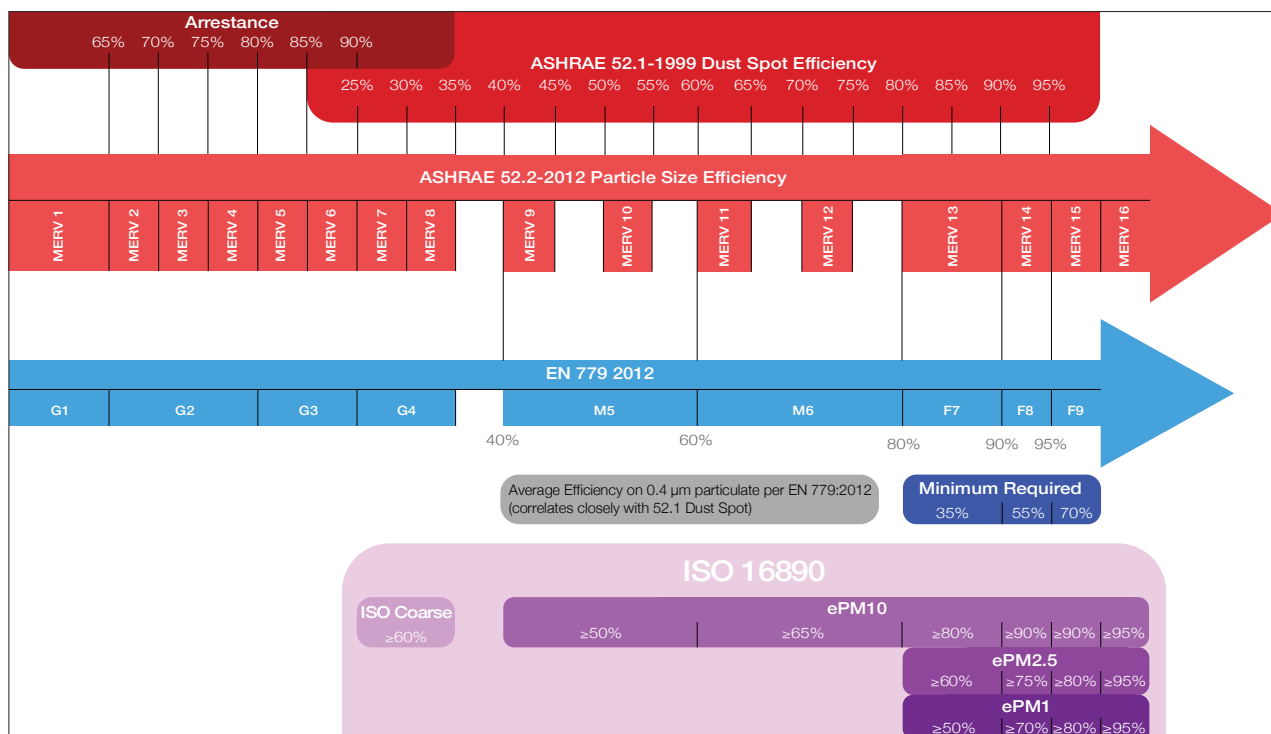 Arrestance
65% 70% 75% 80% 85% 90%
ASHRAE 52.1-1999 Dust Spot Efficiency
25% 30% 35% 40% 45% 50% 55% 60% 65% 70% 75% 80% 85% 90% 95%
ASHRAE 52.2-2012 Particle Size Efficiency
MERV 1 MERV 2 MERV 3 MERV 4 MERV 5 MERV 6 MERV 7 MERV 8 MERV 9 MERV 10 MERV 11 MERV 12 MERV 13 MERV 14 MERV 15 MERV 16
EN 779 2012
G1 G2 G3 G4 M5 M6 F7 F8 F9
40% 60% 80% 90% 95%
Average Efficiency on 0.4 µm particulate per EN 779:2012
(correlates closely with 52.1 Dust Spot)
Minimum Required
35% 55% 70%
ISO 16890
ISO Coarse
≥60%
ePM10
≥50% ≥65% ≥80% ≥90% ≥90% ≥95%
ePM2.5
≥60% ≥75% ≥80% ≥95%
ePM1
≥50% ≥70% ≥80% ≥95%